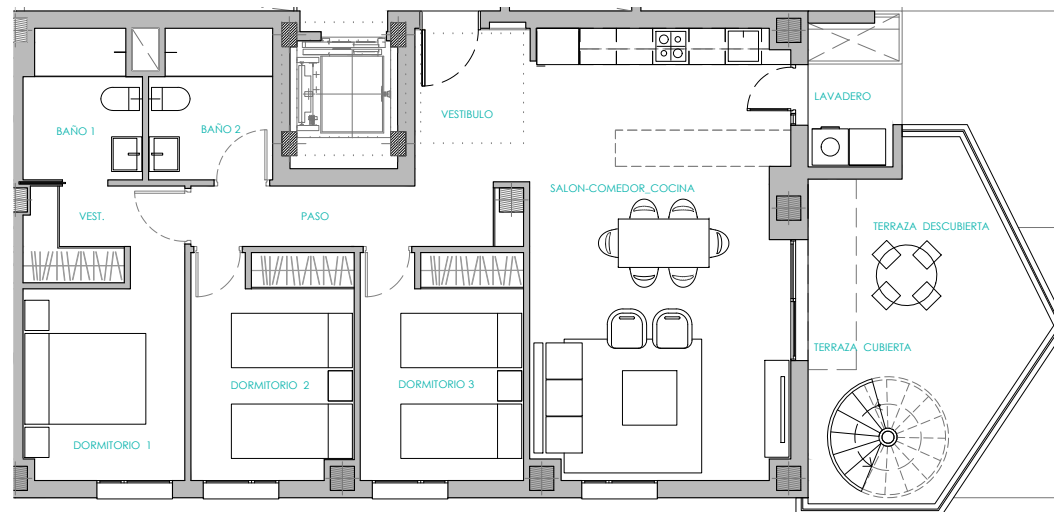 LAVADERO
VESTIBULO
BAÑO 1
BAÑO 2
SALON-COMEDOR_COCINA
VEST.
PASO
TERRAZA DESCUBIERTA
TERRAZA CUBIERTA
DORMITORIO 2
DORMITORIO 3
DORMITORIO 1